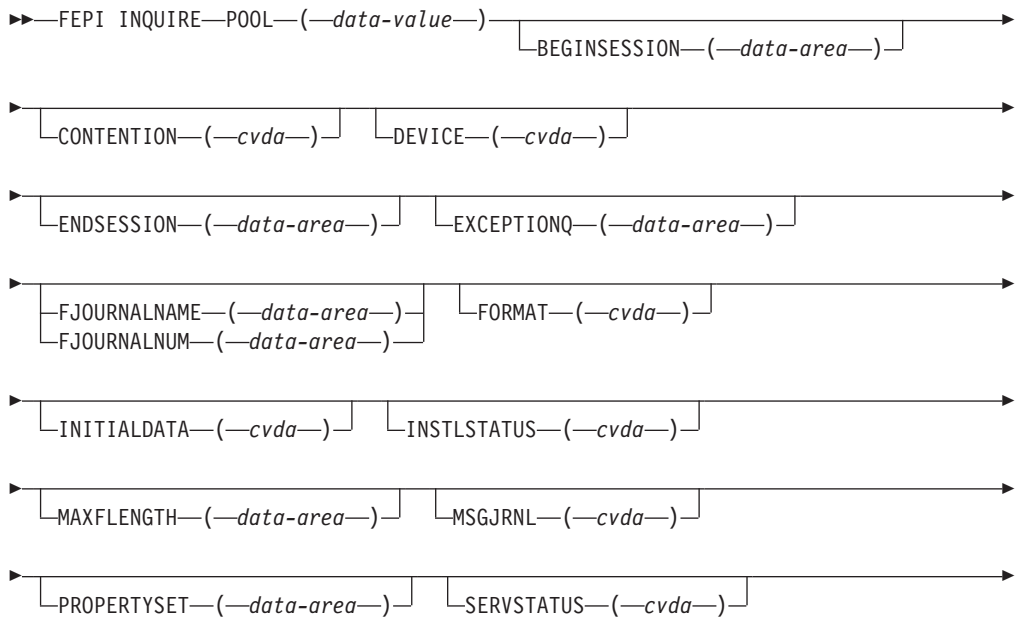 FEPI INQUIRE POOL ( data-value )
BEGINSESSION ( data-area )
CONTENTION ( cvda ) DEVICE ( cvda )
ENDSESSION ( data-area ) EXCEPTIONQ ( data-area )
FJOURNALNAME ( data-area ) FORMAT ( cvda )
FJOURNALNUM ( data-area )
INITIALDATA ( cvda ) INSTLSTATUS ( cvda )
MAXFLENGTH ( data-area ) MSGJRNL ( cvda )
PROPERTYSET ( data-area ) SERVSTATUS ( cvda )